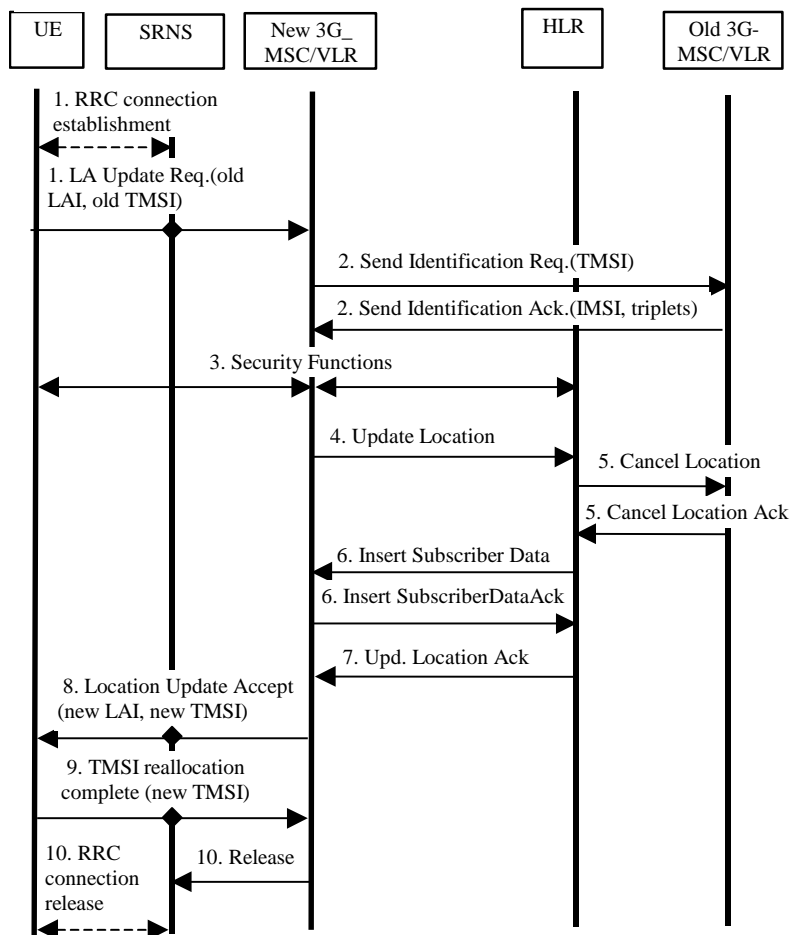 UE
SRNS
New 3G_
MSC/VLR
HLR
Old 3G-
MSC/VLR
1. RRC connection
establishment
1. LA Update Req.(old
LAI, old TMSI)
2. Send Identification Req.(TMSI)
2. Send Identification Ack.(IMSI, triplets)
3. Security Functions
4. Update Location
5. Cancel Location
5. Cancel Location Ack
6. Insert Subscriber Data
6. Insert SubscriberDataAck
7. Upd. Location Ack
8. Location Update Accept
(new LAI, new TMSI)
9. TMSI reallocation
complete (new TMSI)
10. RRC
connection
release
10. Release